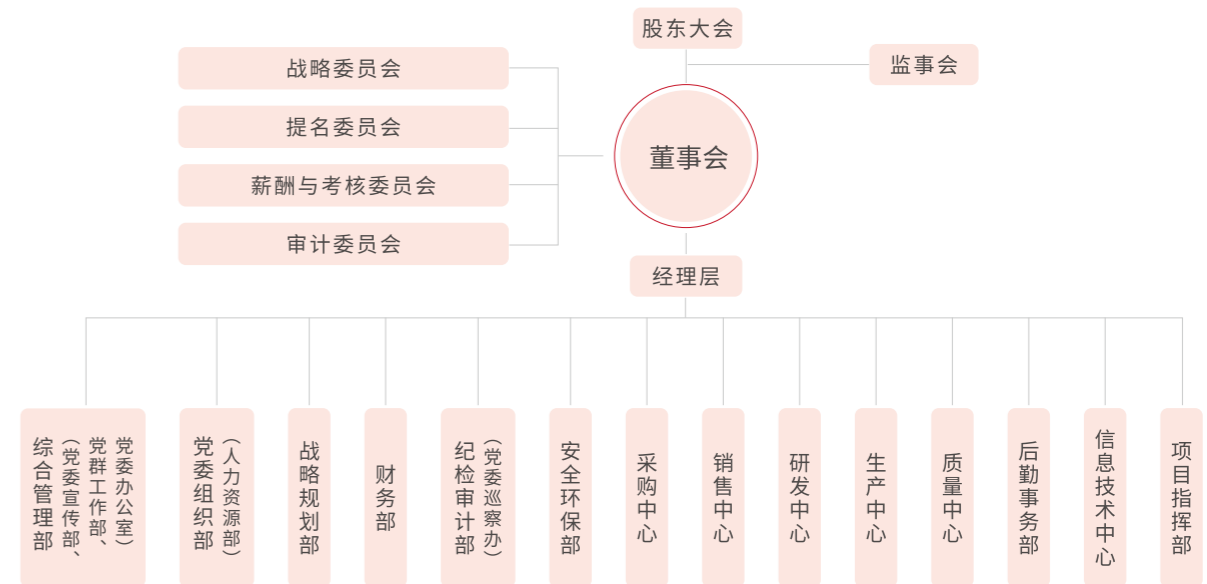 股东大会
监事会
战略委员会
提名委员会
董事会
薪酬与考核委员会
审计委员会
经理层
综合管理部
（党委宣传部、
党群工作部、
党委办公室）
党委组织部
（人力资源部）
战略规划部
财务部
纪检审计部
（党委巡察办）
安全环保部
采购中心
销售中心
研发中心
生产中心
质量中心
后勤事务部
信息技术中心
项目指挥部